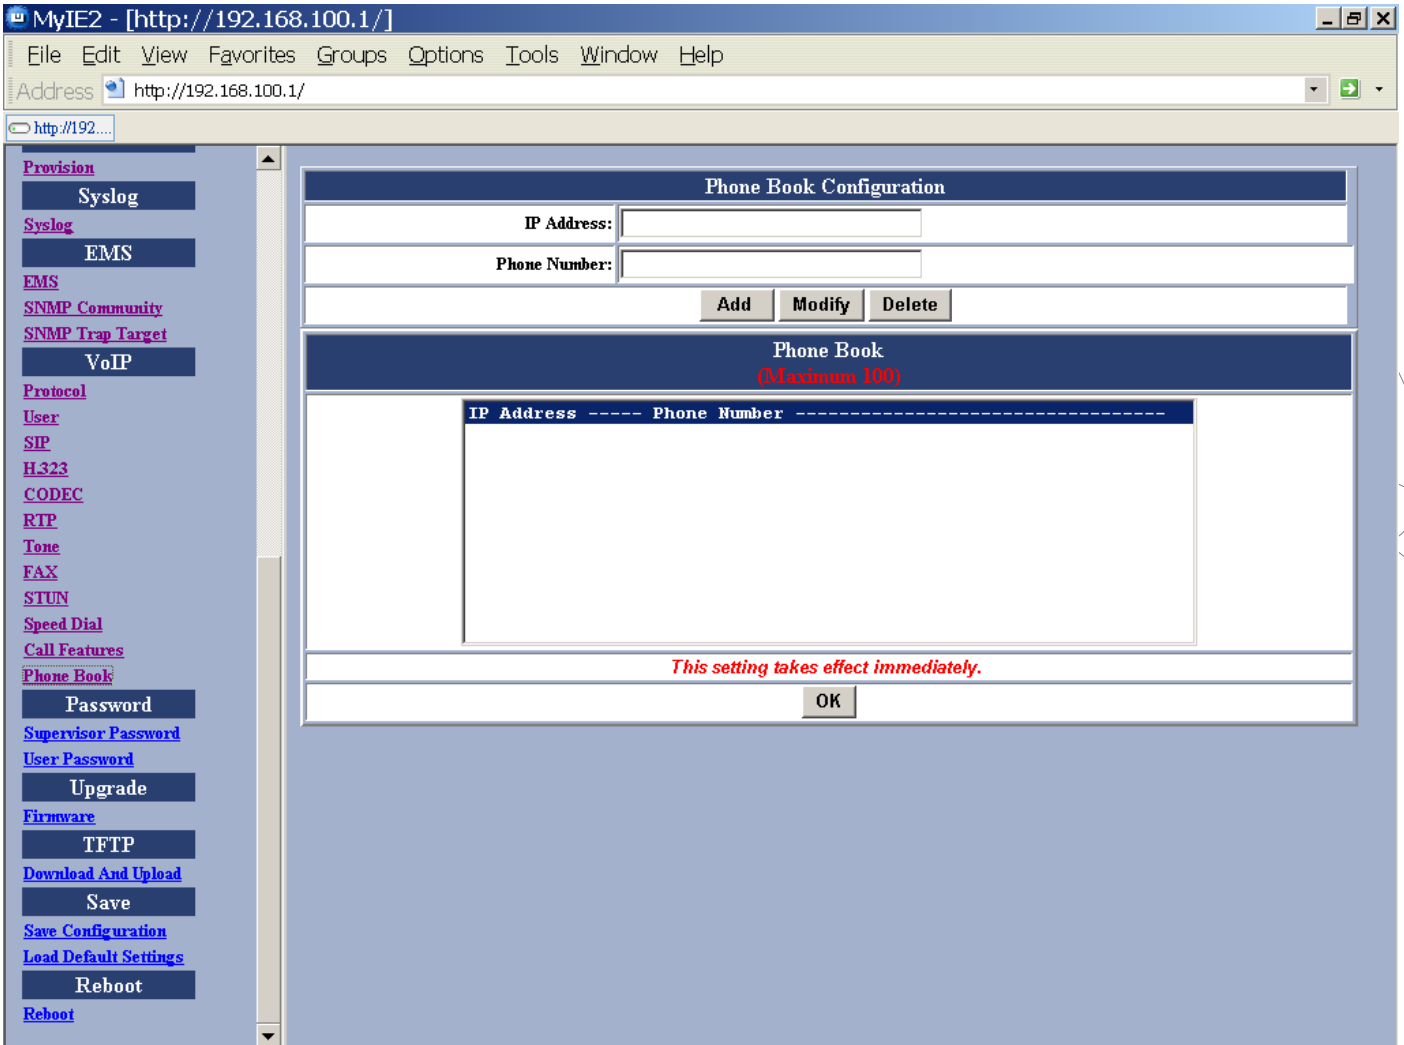 MyIE2 - [http://192.168.100.1/]
File Edit View Favorites Groups Options Tools Window Help
Address http://192.168.100.1/
http://192....
Provision
Syslog
Syslog
EMS
EMS
SNMP Community
SNMP Trap Target
VoIP
Protocol
User
SIP
H.323
CODEC
RTP
Tone
FAX
STUN
Speed Dial
Call Features
Phone Book
Password
Supervisor Password
User Password
Upgrade
Firmware
TFTP
Download And Upload
Save
Save Configuration
Load Default Settings
Reboot
Reboot
Phone Book Configuration
IP Address:
Phone Number:
Add Modify Delete
Phone Book
(Maximum 100)
IP Address ----- Phone Number ----------------------------------
This setting takes effect immediately.
OK